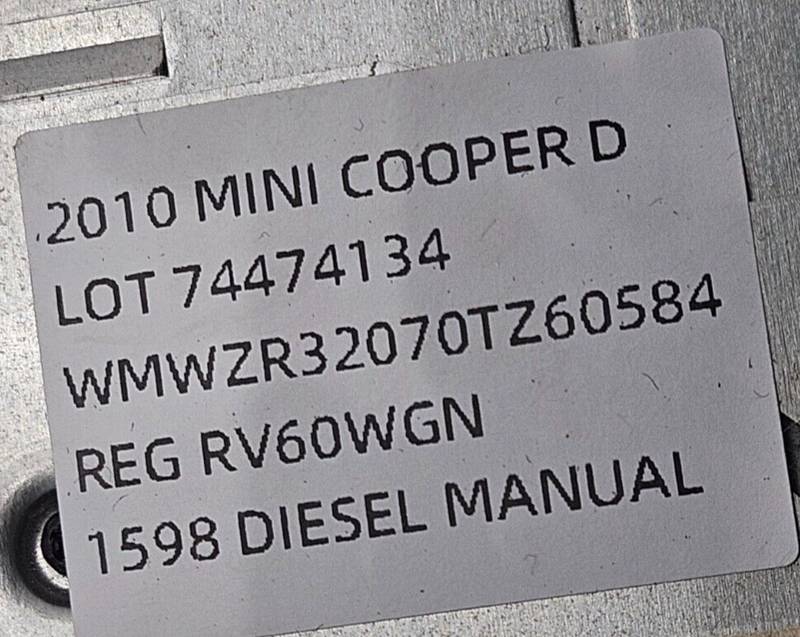 2010 MINI COOPER D
LOT 74474134
WMWZR32070TZ60584
REG RV60WGN
1598 DIESEL MANUAL